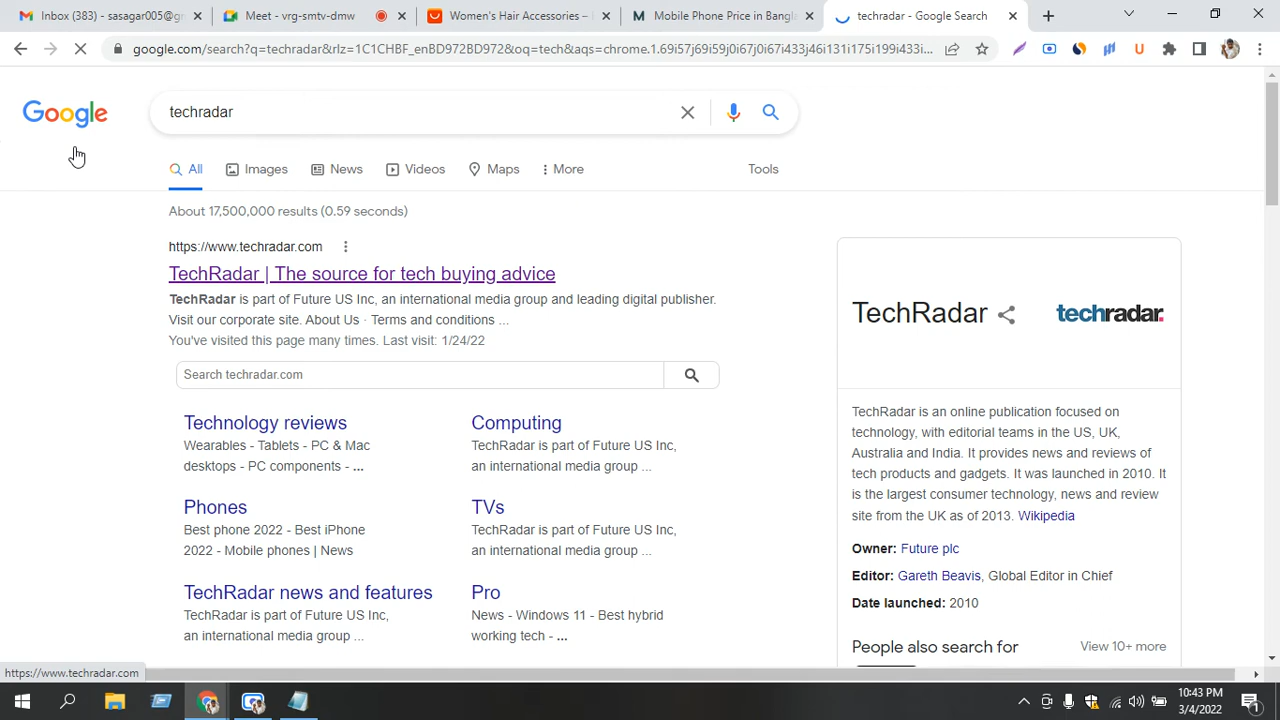 Inbox (383) - sasagar005@gr
Meet - vrg-smtv-dmw
Women's Hair Accessories –
Mobile Phone Price in Bangla
techradar - Google Search
google.com/search?q=techradar&rlz=1C1CHBF_enBD972BD972&oq=tech&aqs=chrome.1.69i57j69i59j0i67j0i67i433j46i131i175i199i433i...
Google
techradar
All
Images
News
Videos
Maps
More
Tools
About 17,500,000 results (0.59 seconds)
https://www.techradar.com
TechRadar | The source for tech buying advice
TechRadar is part of Future US Inc, an international media group and leading digital publisher.
Visit our corporate site. About Us · Terms and conditions ...
You've visited this page many times. Last visit: 1/24/22
Search techradar.com
Technology reviews
Wearables - Tablets - PC & Mac
desktops - PC components - ...
Computing
TechRadar is part of Future US Inc,
an international media group ...
Phones
Best phone 2022 - Best iPhone
2022 - Mobile phones | News
TVs
TechRadar is part of Future US Inc,
an international media group ...
TechRadar news and features
TechRadar is part of Future US Inc,
an international media group ...
Pro
News - Windows 11 - Best hybrid
working tech - ...
TechRadar
techradar.
TechRadar is an online publication focused on
technology, with editorial teams in the US, UK,
Australia and India. It provides news and reviews of
tech products and gadgets. It was launched in 2010. It
is the largest consumer technology, news and review
site from the UK as of 2013. Wikipedia
Owner: Future plc
Editor: Gareth Beavis, Global Editor in Chief
Date launched: 2010
People also search for
View 10+ more
https://www.techradar.com
10:43 PM
3/4/2022
1